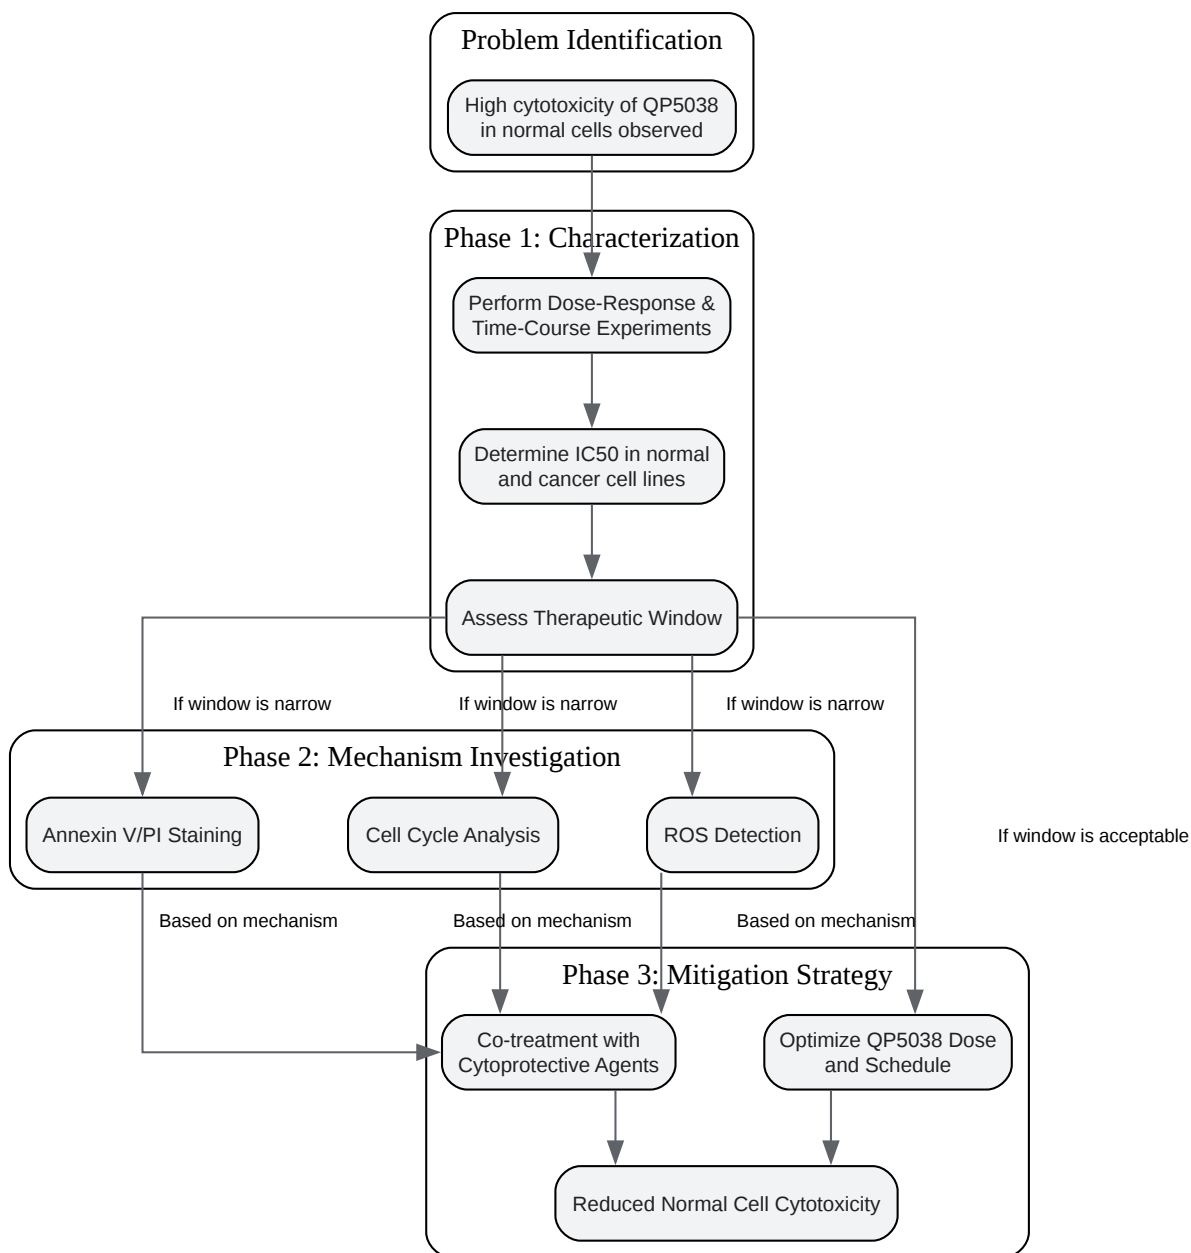 Problem Identification
High cytotoxicity of QP5038
in normal cells observed
Phase 1: Characterization
Perform Dose-Response &
Time-Course Experiments
Determine IC50 in normal
and cancer cell lines
Assess Therapeutic Window
If window is narrow
If window is narrow
If window is narrow
Phase 2: Mechanism Investigation
Annexin V/PI Staining
Cell Cycle Analysis
ROS Detection
If window is acceptable
Based on mechanism
Based on mechanism
Based on mechanism
Phase 3: Mitigation Strategy
Co-treatment with
Cytoprotective Agents
Optimize QP5038 Dose
and Schedule
Reduced Normal Cell Cytotoxicity